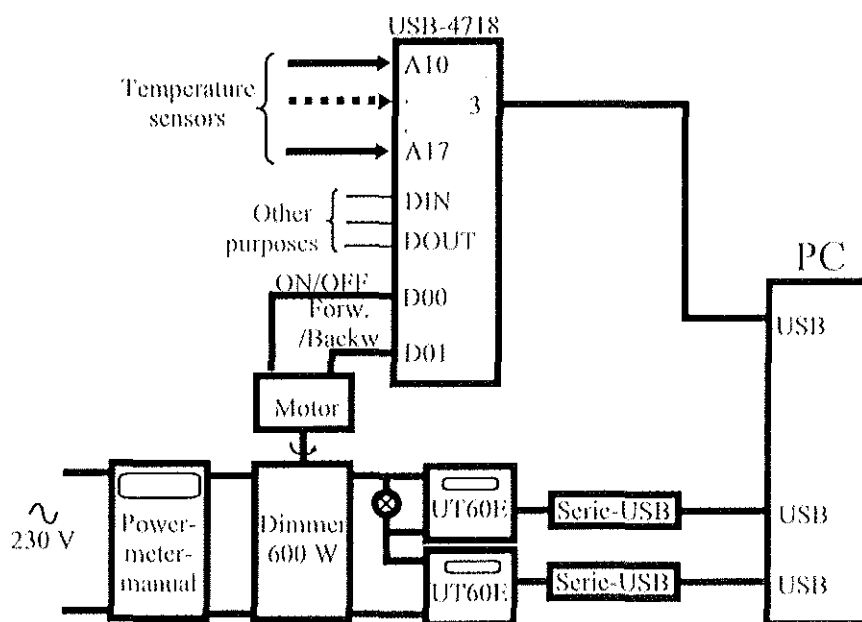 USB-4718
A10
Temperature
sensors
3
A17
DIN
Other
purposes
DOUT
PC
ON/OFF
D00
Forw.
/Backw
D01
USB
Motor
230 V
Power-
meter-
manual
Dimmer
600 W
UT60E
Serie-USB
USB
UT60E
Serie-USB
USB